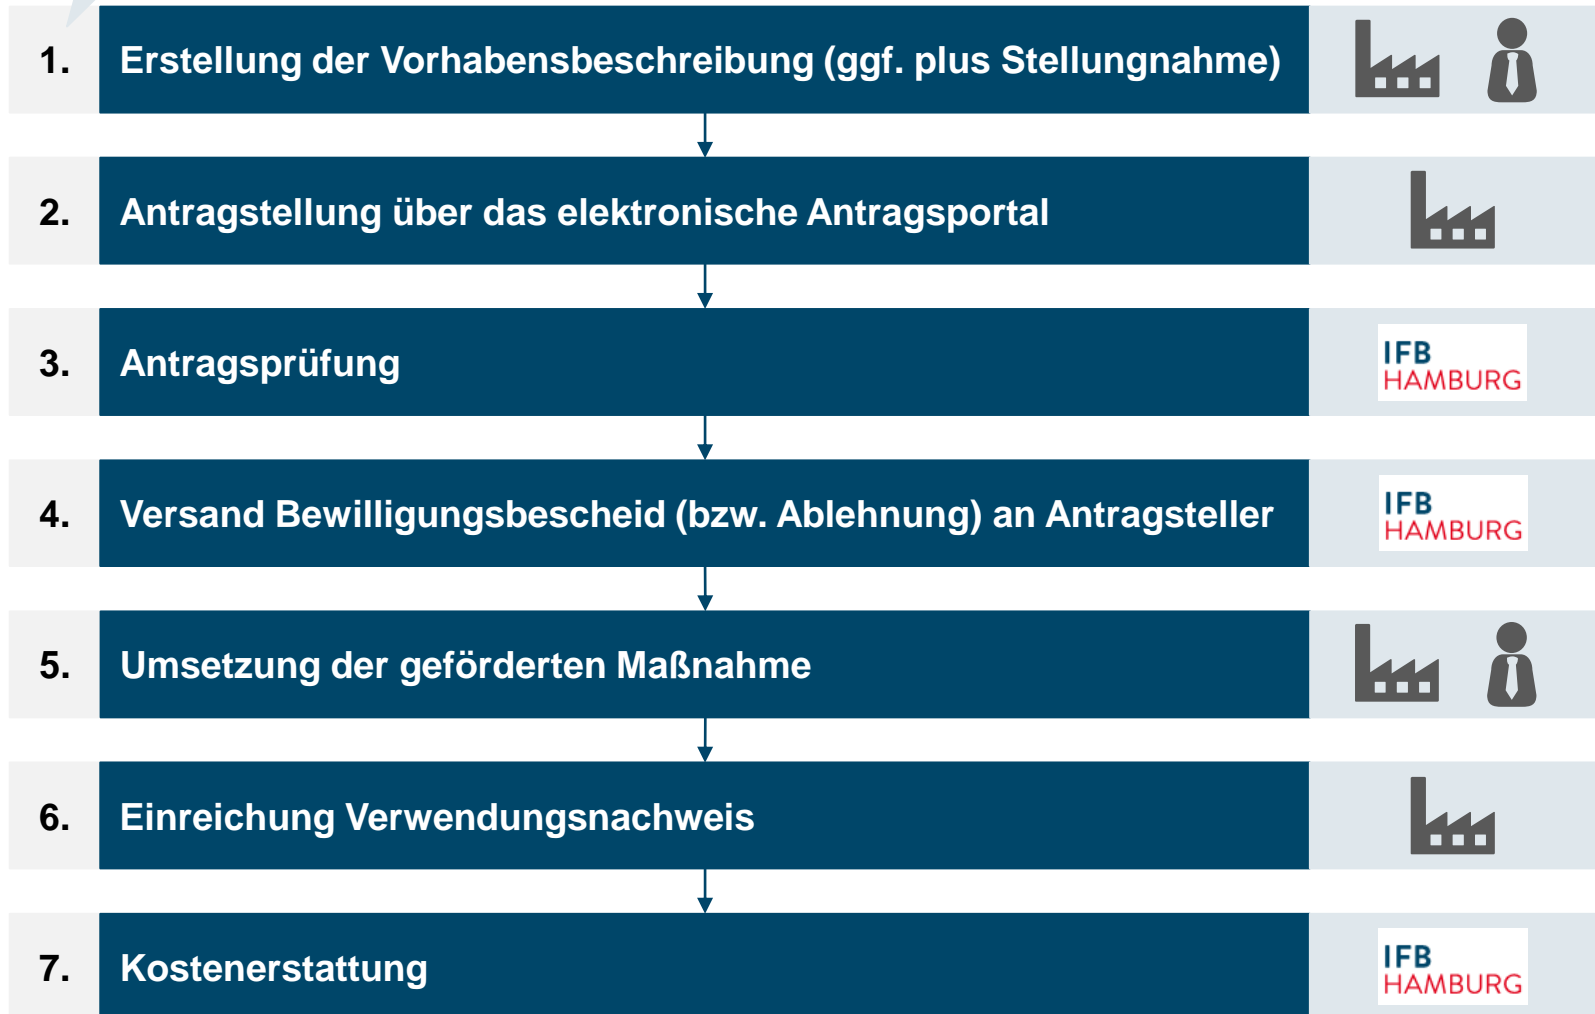 1. Erstellung der Vorhabensbeschreibung (ggf. plus Stellungnahme)
2. Antragstellung über das elektronische Antragsportal
3. Antragsprüfung
IFB
HAMBURG
4. Versand Bewilligungsbescheid (bzw. Ablehnung) an Antragsteller
IFB
HAMBURG
5. Umsetzung der geförderten Maßnahme
6. Einreichung Verwendungsnachweis
7. Kostenerstattung
IFB
HAMBURG